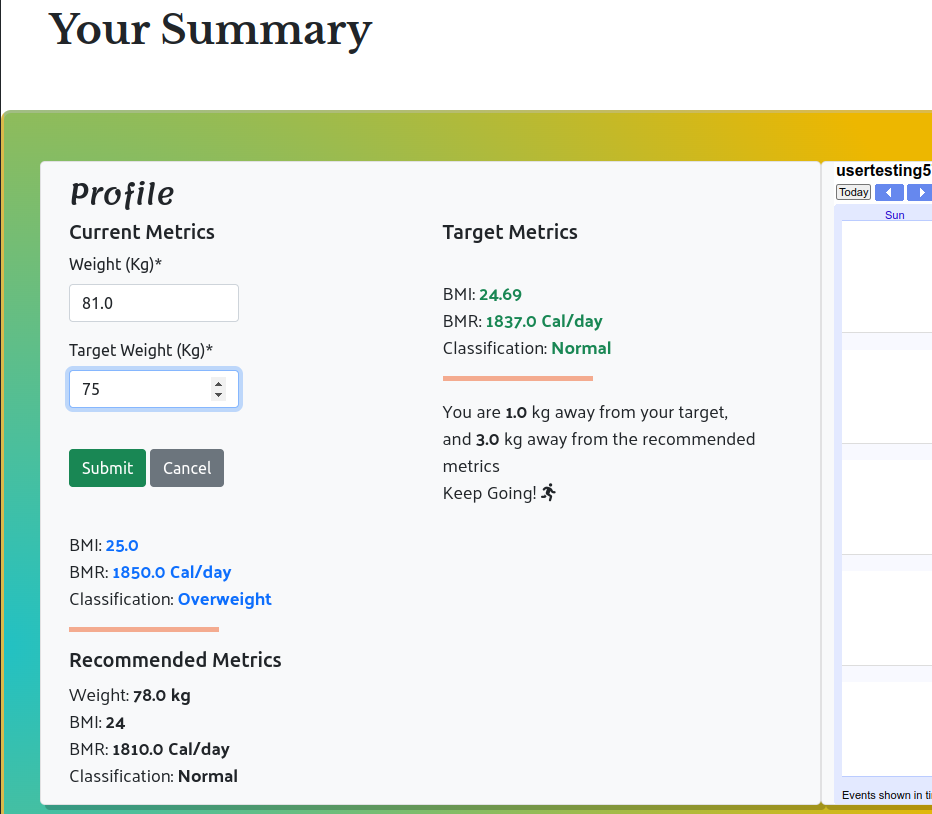 Your Summary
Profile
Current Metrics
Weight (Kg)*
81.0
Target Weight (Kg)*
75
Submit Cancel
BMI: 25.0
BMR: 1850.0 Cal/day
Classification: Overweight
Recommended Metrics
Weight: 78.0 kg
BMI: 24
BMR: 1810.0 Cal/day
Classification: Normal
Target Metrics
BMI: 24.69
BMR: 1837.0 Cal/day
Classification: Normal
You are 1.0 kg away from your target,
and 3.0 kg away from the recommended
metrics
Keep Going!
usertesting5
Today
Sun
Events shown in ti